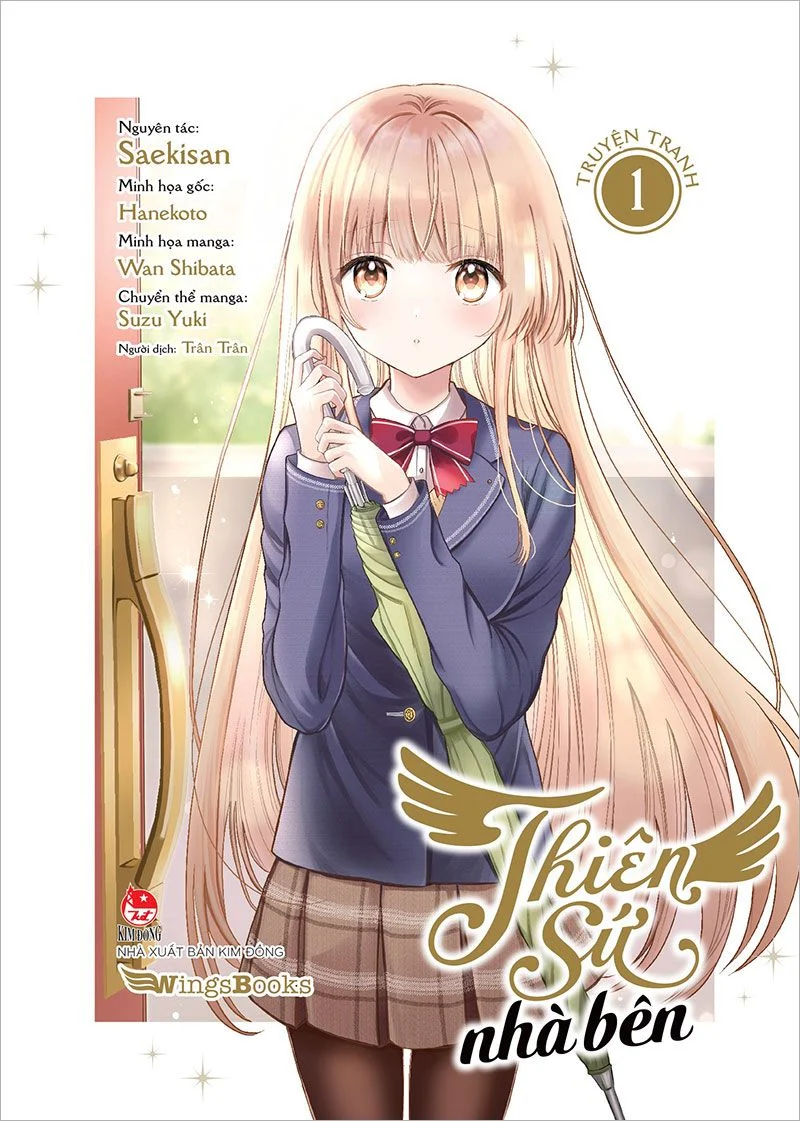 Nguyên tác:
Saekisan
Minh họa gốc:
Hanekoto
Minh họa manga:
Wan Shibata
Chuyển thể manga:
Suzu Yuki
Người dịch: Trân Trân
TRUYỆN TRANH
1
Thiên
Sứ
nhà bên
KIM ĐỒNG
NHÀ XUẤT BẢN KIM ĐỒNG
WingsBooks